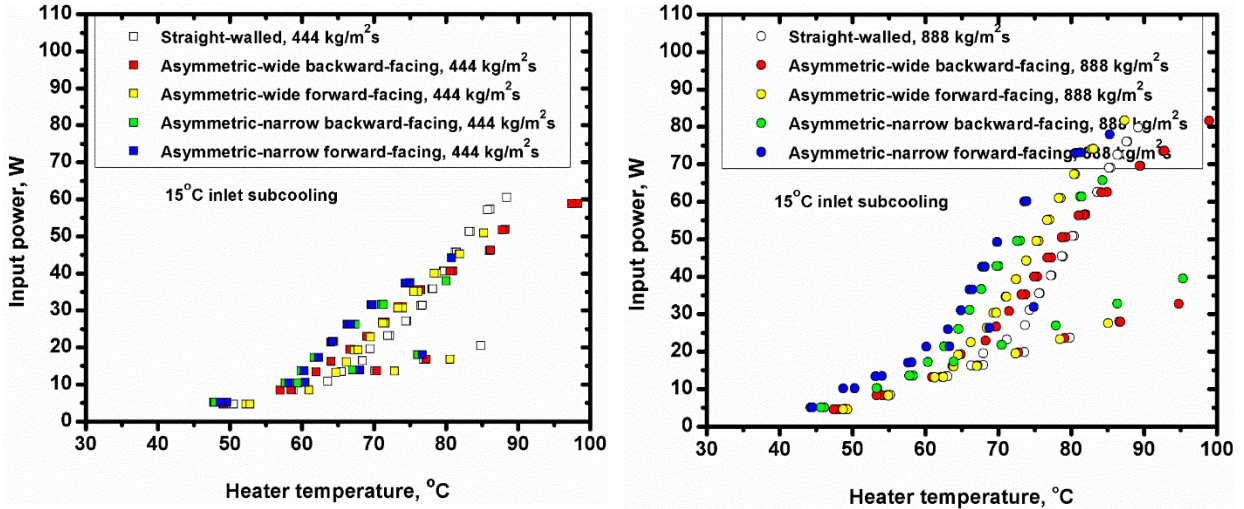 110
100
90
80
70
60
50
40
30
20
10
0
Input power, W
Straight-walled, 444 kg/m²s
Asymmetric-wide backward-facing, 444 kg/m²s
Asymmetric-wide forward-facing, 444 kg/m²s
Asymmetric-narrow backward-facing, 444 kg/m²s
Asymmetric-narrow forward-facing, 444 kg/m²s
15°C inlet subcooling
30 40 50 60 70 80 90 100
Heater temperature, °C
110
100
90
80
70
60
50
40
30
20
10
0
Input power, W
Straight-walled, 888 kg/m²s
Asymmetric-wide backward-facing, 888 kg/m²s
Asymmetric-wide forward-facing, 888 kg/m²s
Asymmetric-narrow backward-facing, 888 kg/m²s
Asymmetric-narrow forward-facing, 888 kg/m²s
15°C inlet subcooling
30 40 50 60 70 80 90 100
Heater temperature, °C